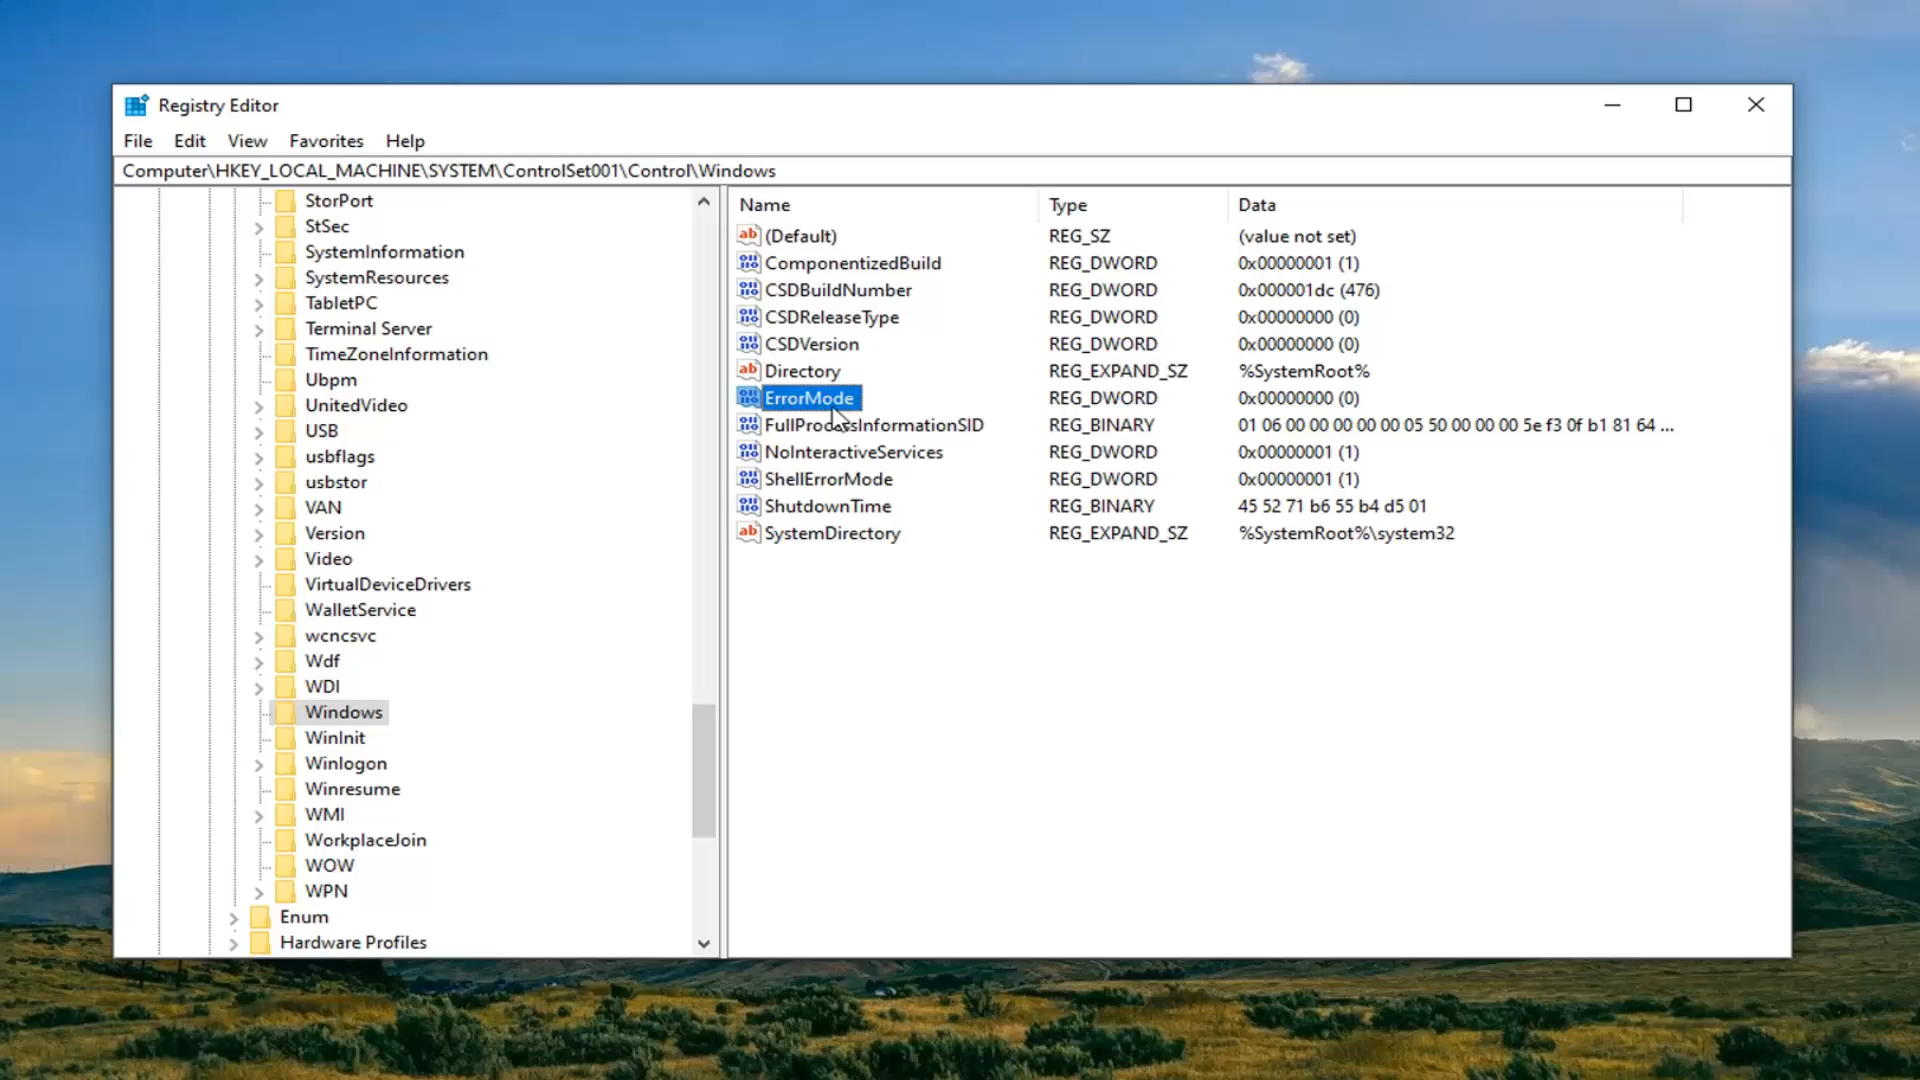 Registry Editor
File Edit View Favorites Help
Computer\HKEY_LOCAL_MACHINE\SYSTEM\ControlSet001\Control\Windows
StorPort
StSec
SystemInformation
SystemResources
TabletPC
Terminal Server
TimeZoneInformation
Ubpm
UnitedVideo
USB
usbflags
usbstor
VAN
Version
Video
VirtualDeviceDrivers
WalletService
wcncsvc
Wdf
WDI
Windows
WinInit
Winlogon
Winresume
WMI
WorkplaceJoin
WOW
WPN
Enum
Hardware Profiles
Name Type Data
(Default) REG_SZ (value not set)
ComponentizedBuild REG_DWORD 0x00000001 (1)
CSDBuildNumber REG_DWORD 0x000001dc (476)
CSDReleaseType REG_DWORD 0x00000000 (0)
CSDVersion REG_DWORD 0x00000000 (0)
Directory REG_EXPAND_SZ %SystemRoot%
ErrorMode REG_DWORD 0x00000000 (0)
FullProcessInformationSID REG_BINARY 01 06 00 00 00 00 00 05 50 00 00 00 5e f3 0f b1 81 64 ...
NoInteractiveServices REG_DWORD 0x00000001 (1)
ShellErrorMode REG_DWORD 0x00000001 (1)
ShutdownTime REG_BINARY 45 52 71 b6 55 b4 d5 01
SystemDirectory REG_EXPAND_SZ %SystemRoot%\system32